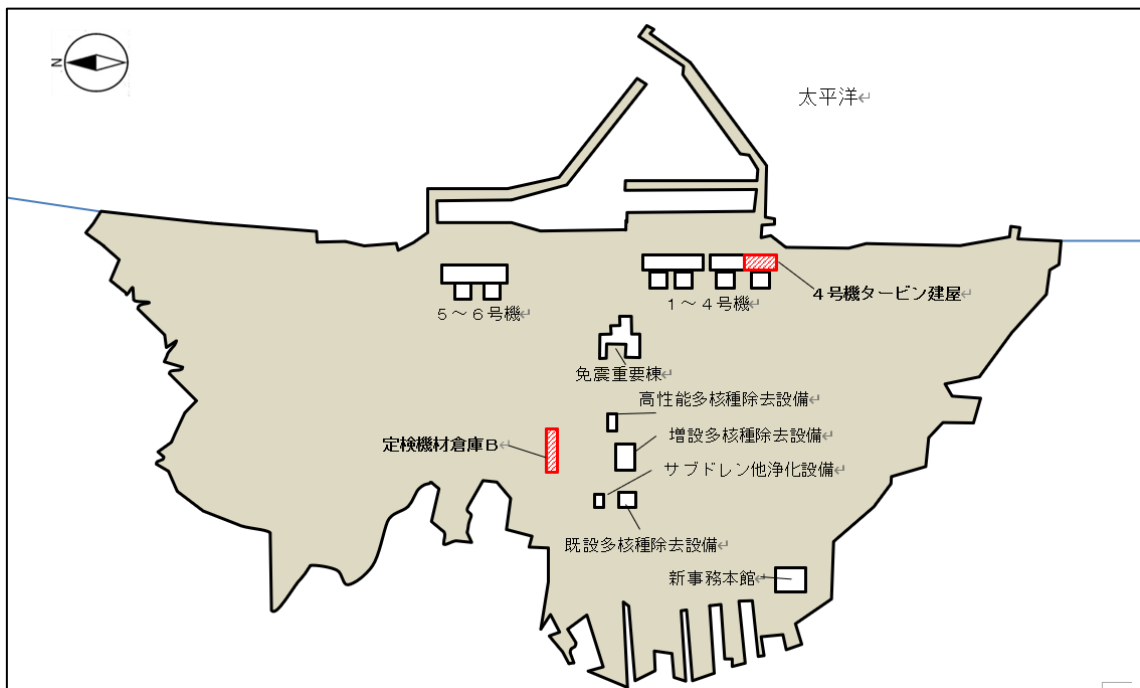 N
太平洋↵
4号機タービン建屋↵
5～6号機↵
1～4号機↵
免震重要棟↵
高性能多核種除去設備↵
定検機材倉庫B↵
増設多核種除去設備↵
サブドレン他浄化設備↵
既設多核種除去設備↵
新事務本館↵